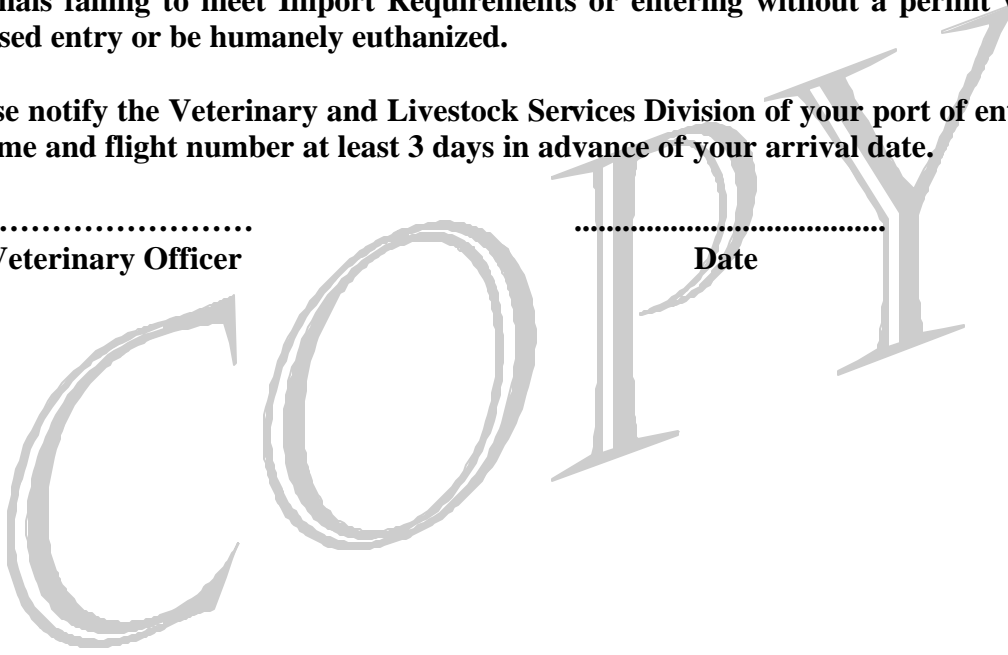 mals failing to meet Import Requirements or entering without a permit
sed entry or be humanely euthanized.
se notify the Veterinary and Livestock Services Division of your port of en
me and flight number at least 3 days in advance of your arrival date.
........................ .......................................
Veterinary Officer Date
COPY